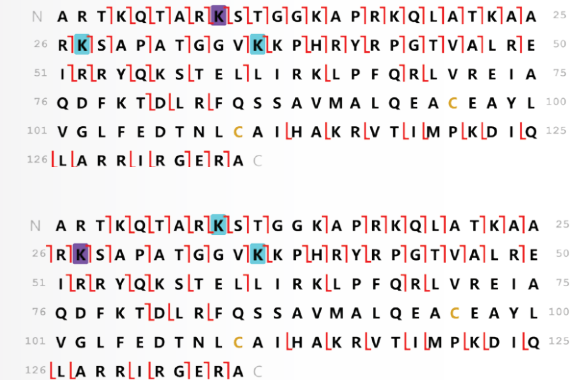 N A R T K Q T A R K S T G G K A P R K Q L A T K A A 25
26 R K S A P A T G G V K K P H R Y R P G T V A L R E 50
51 I R R Y Q K S T E L L I R K L P F Q R L V R E I A 75
76 Q D F K T D L R F Q S S A V M A L Q E A C E A Y L 100
101 V G L F E D T N L C A I H A K R V T I M P K D I Q 125
126 L A R R I R G E R A C
N A R T K Q T A R K S T G G K A P R K Q L A T K A A 25
26 R K S A P A T G G V K K P H R Y R P G T V A L R E 50
51 I R R Y Q K S T E L L I R K L P F Q R L V R E I A 75
76 Q D F K T D L R F Q S S A V M A L Q E A C E A Y L 100
101 V G L F E D T N L C A I H A K R V T I M P K D I Q 125
126 L A R R I R G E R A C